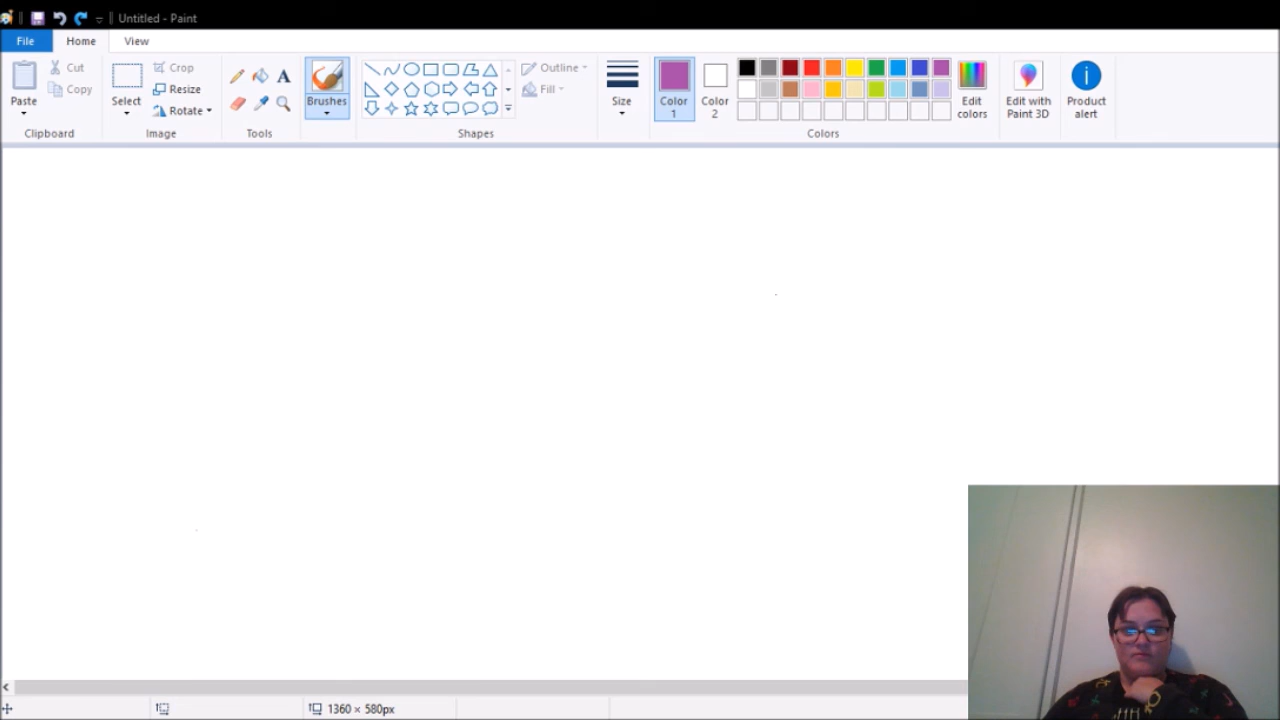 Untitled - Paint
File Home View
Paste
Cut
Copy
Clipboard
Select
Crop
Resize
Rotate
Image
A
Tools
Brushes
Shapes
Outline
Fill
Size
Color 1
Color 2
Colors
Edit colors
Edit with Paint 3D
Product alert
1360 × 580px